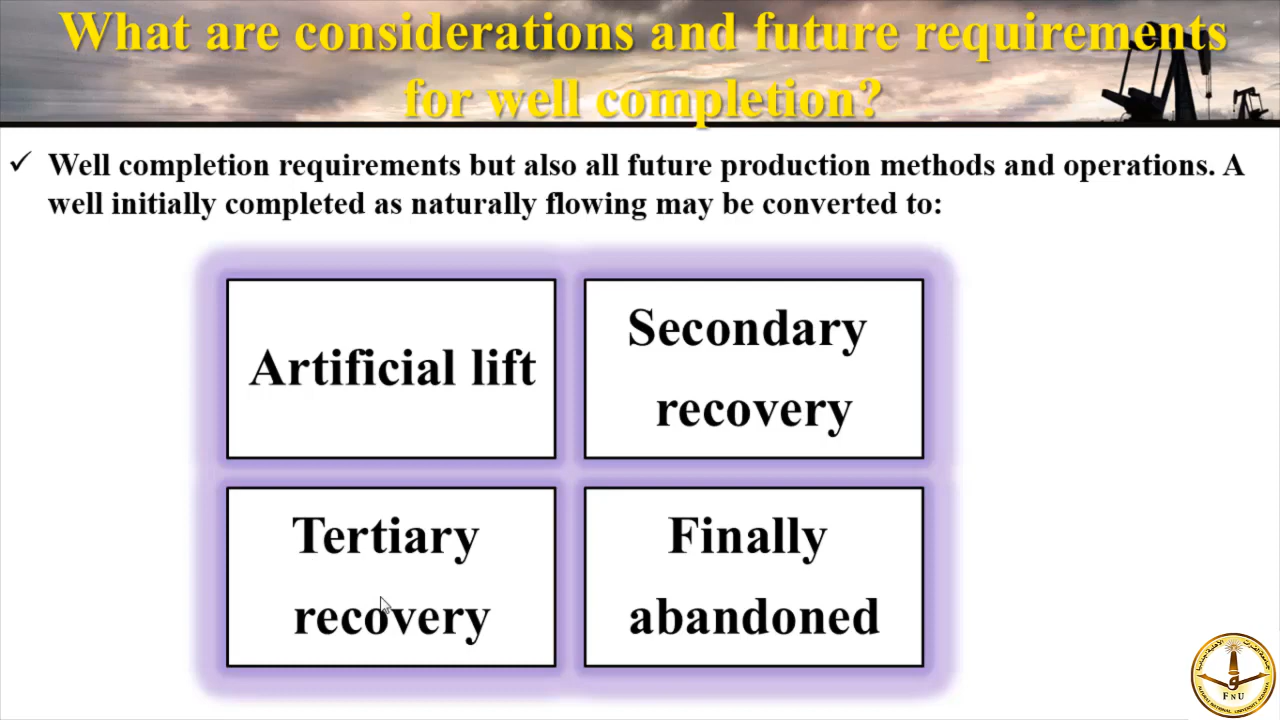 What are considerations and future requirements
for well completion?
✓ Well completion requirements but also all future production methods and operations. A
well initially completed as naturally flowing may be converted to:
Artificial lift
Secondary
recovery
Tertiary
recovery
Finally
abandoned
FNU